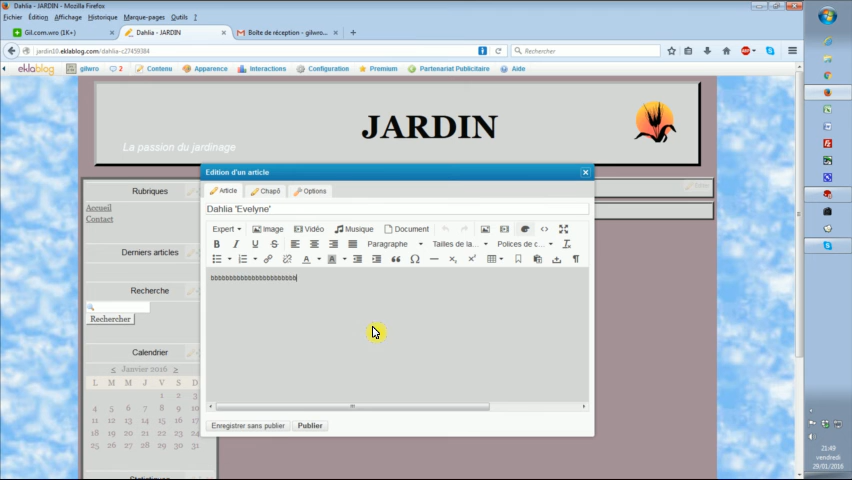 Dahlia - JARDIN - Mozilla Firefox
Fichier Édition Affichage Historique Marque-pages Outils ?
Gil.com.wro (1K+) Dahlia - JARDIN Boîte de réception - gilwro...
jardin10.eklablog.com/dahlia-c27459384 Rechercher
eklablog gilwro 2 Contenu Apparence Interactions Configuration Premium Partenariat Publicitaire Aide
JARDIN
La passion du jardinage
Edition d'un article
Rubriques
Article Chapô Options
Accueil
Contact
Dahlia 'Evelyne'
Expert Image Vidéo Musique Document
B I U S Paragraphe Tailles de la... Polices de c...
Derniers articles
Recherche
Rechercher
Calendrier
< Janvier 2016 >
L M M J V S D
1 2 3
4 5 6 7 8 9 10
11 12 13 14 15 16 17
18 19 20 21 22 23 24
25 26 27 28 29 30 31
Enregistrer sans publier Publier
Statistiques
21:49
vendredi
29/01/2016